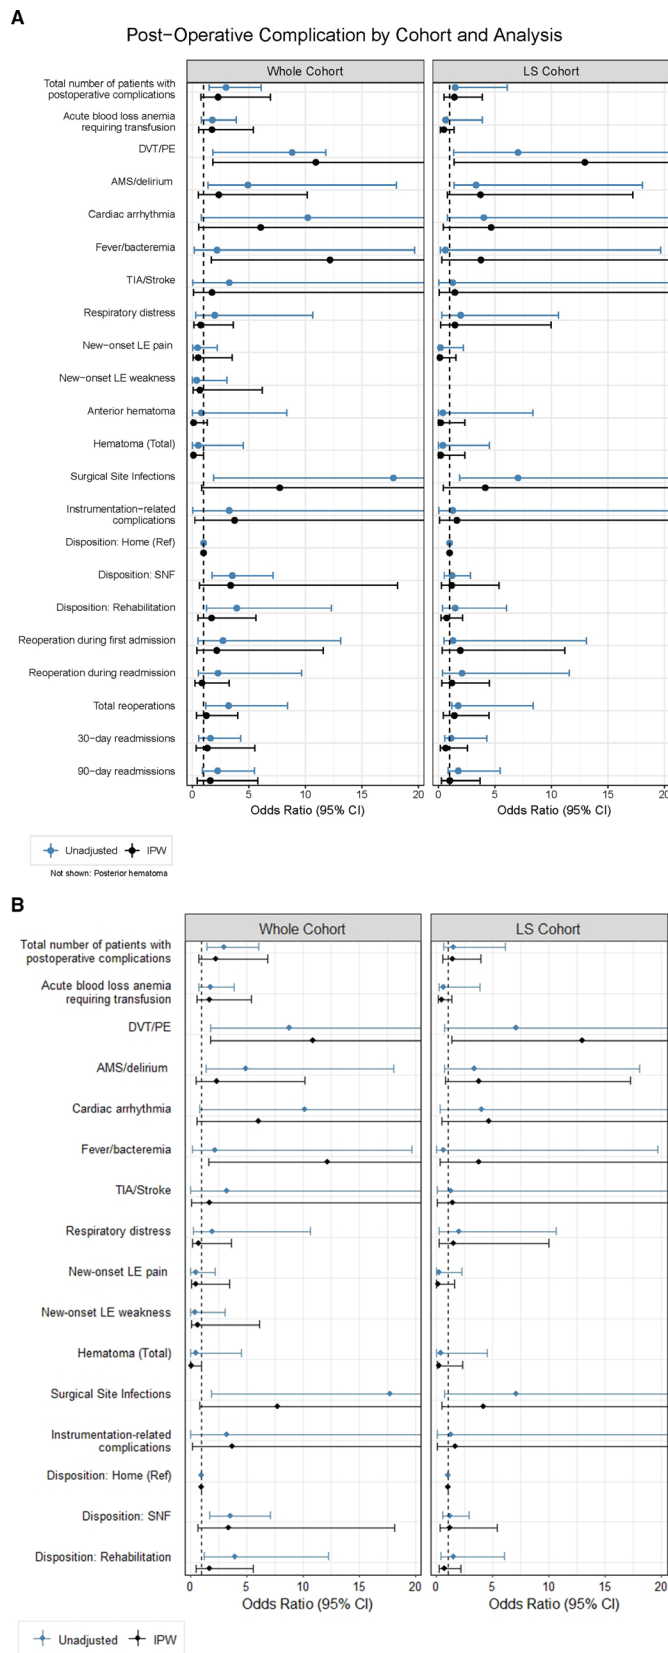 A
Post-Operative Complication by Cohort and Analysis
Whole Cohort
LS Cohort
Total number of patients with
postoperative complications
Acute blood loss anemia
requiring transfusion
DVT/PE
AMS/delirium
Cardiac arrhythmia
Fever/bacteremia
TIA/Stroke
Respiratory distress
New-onset LE pain
New-onset LE weakness
Anterior hematoma
Hematoma (Total)
Surgical Site Infections
Instrumentation-related
complications
Disposition: Home (Ref)
Disposition: SNF
Disposition: Rehabilitation
Reoperation during first admission
Reoperation during readmission
Total reoperations
30-day readmissions
90-day readmissions
0 5 10 15 20
0 5 10 15 20
Odds Ratio (95% CI)
Odds Ratio (95% CI)
Unadjusted IPW
Not shown: Posterior hematoma
B
Whole Cohort
LS Cohort
Total number of patients with
postoperative complications
Acute blood loss anemia
requiring transfusion
DVT/PE
AMS/delirium
Cardiac arrhythmia
Fever/bacteremia
TIA/Stroke
Respiratory distress
New-onset LE pain
New-onset LE weakness
Hematoma (Total)
Surgical Site Infections
Instrumentation-related
complications
Disposition: Home (Ref)
Disposition: SNF
Disposition: Rehabilitation
0 5 10 15 20
0 5 10 15 20
Odds Ratio (95% CI)
Odds Ratio (95% CI)
Unadjusted IPW